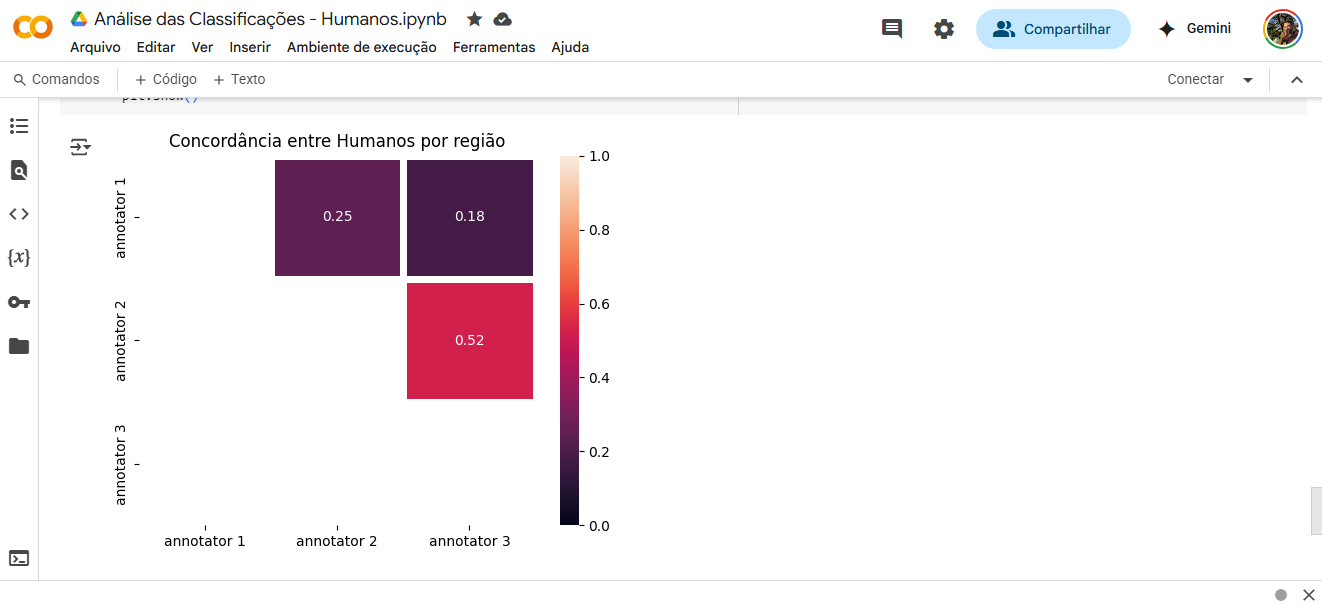 Análise das Classificações - Humanos.ipynb
Arquivo Editar Ver Inserir Ambiente de execução Ferramentas Ajuda
Compartilhar
Gemini
Comandos + Código + Texto
Conectar
plt.show()
Concordância entre Humanos por região
annotator 1
annotator 2
annotator 3
0.25 0.18
0.52
1.0
0.8
0.6
0.4
0.2
0.0
annotator 1 annotator 2 annotator 3